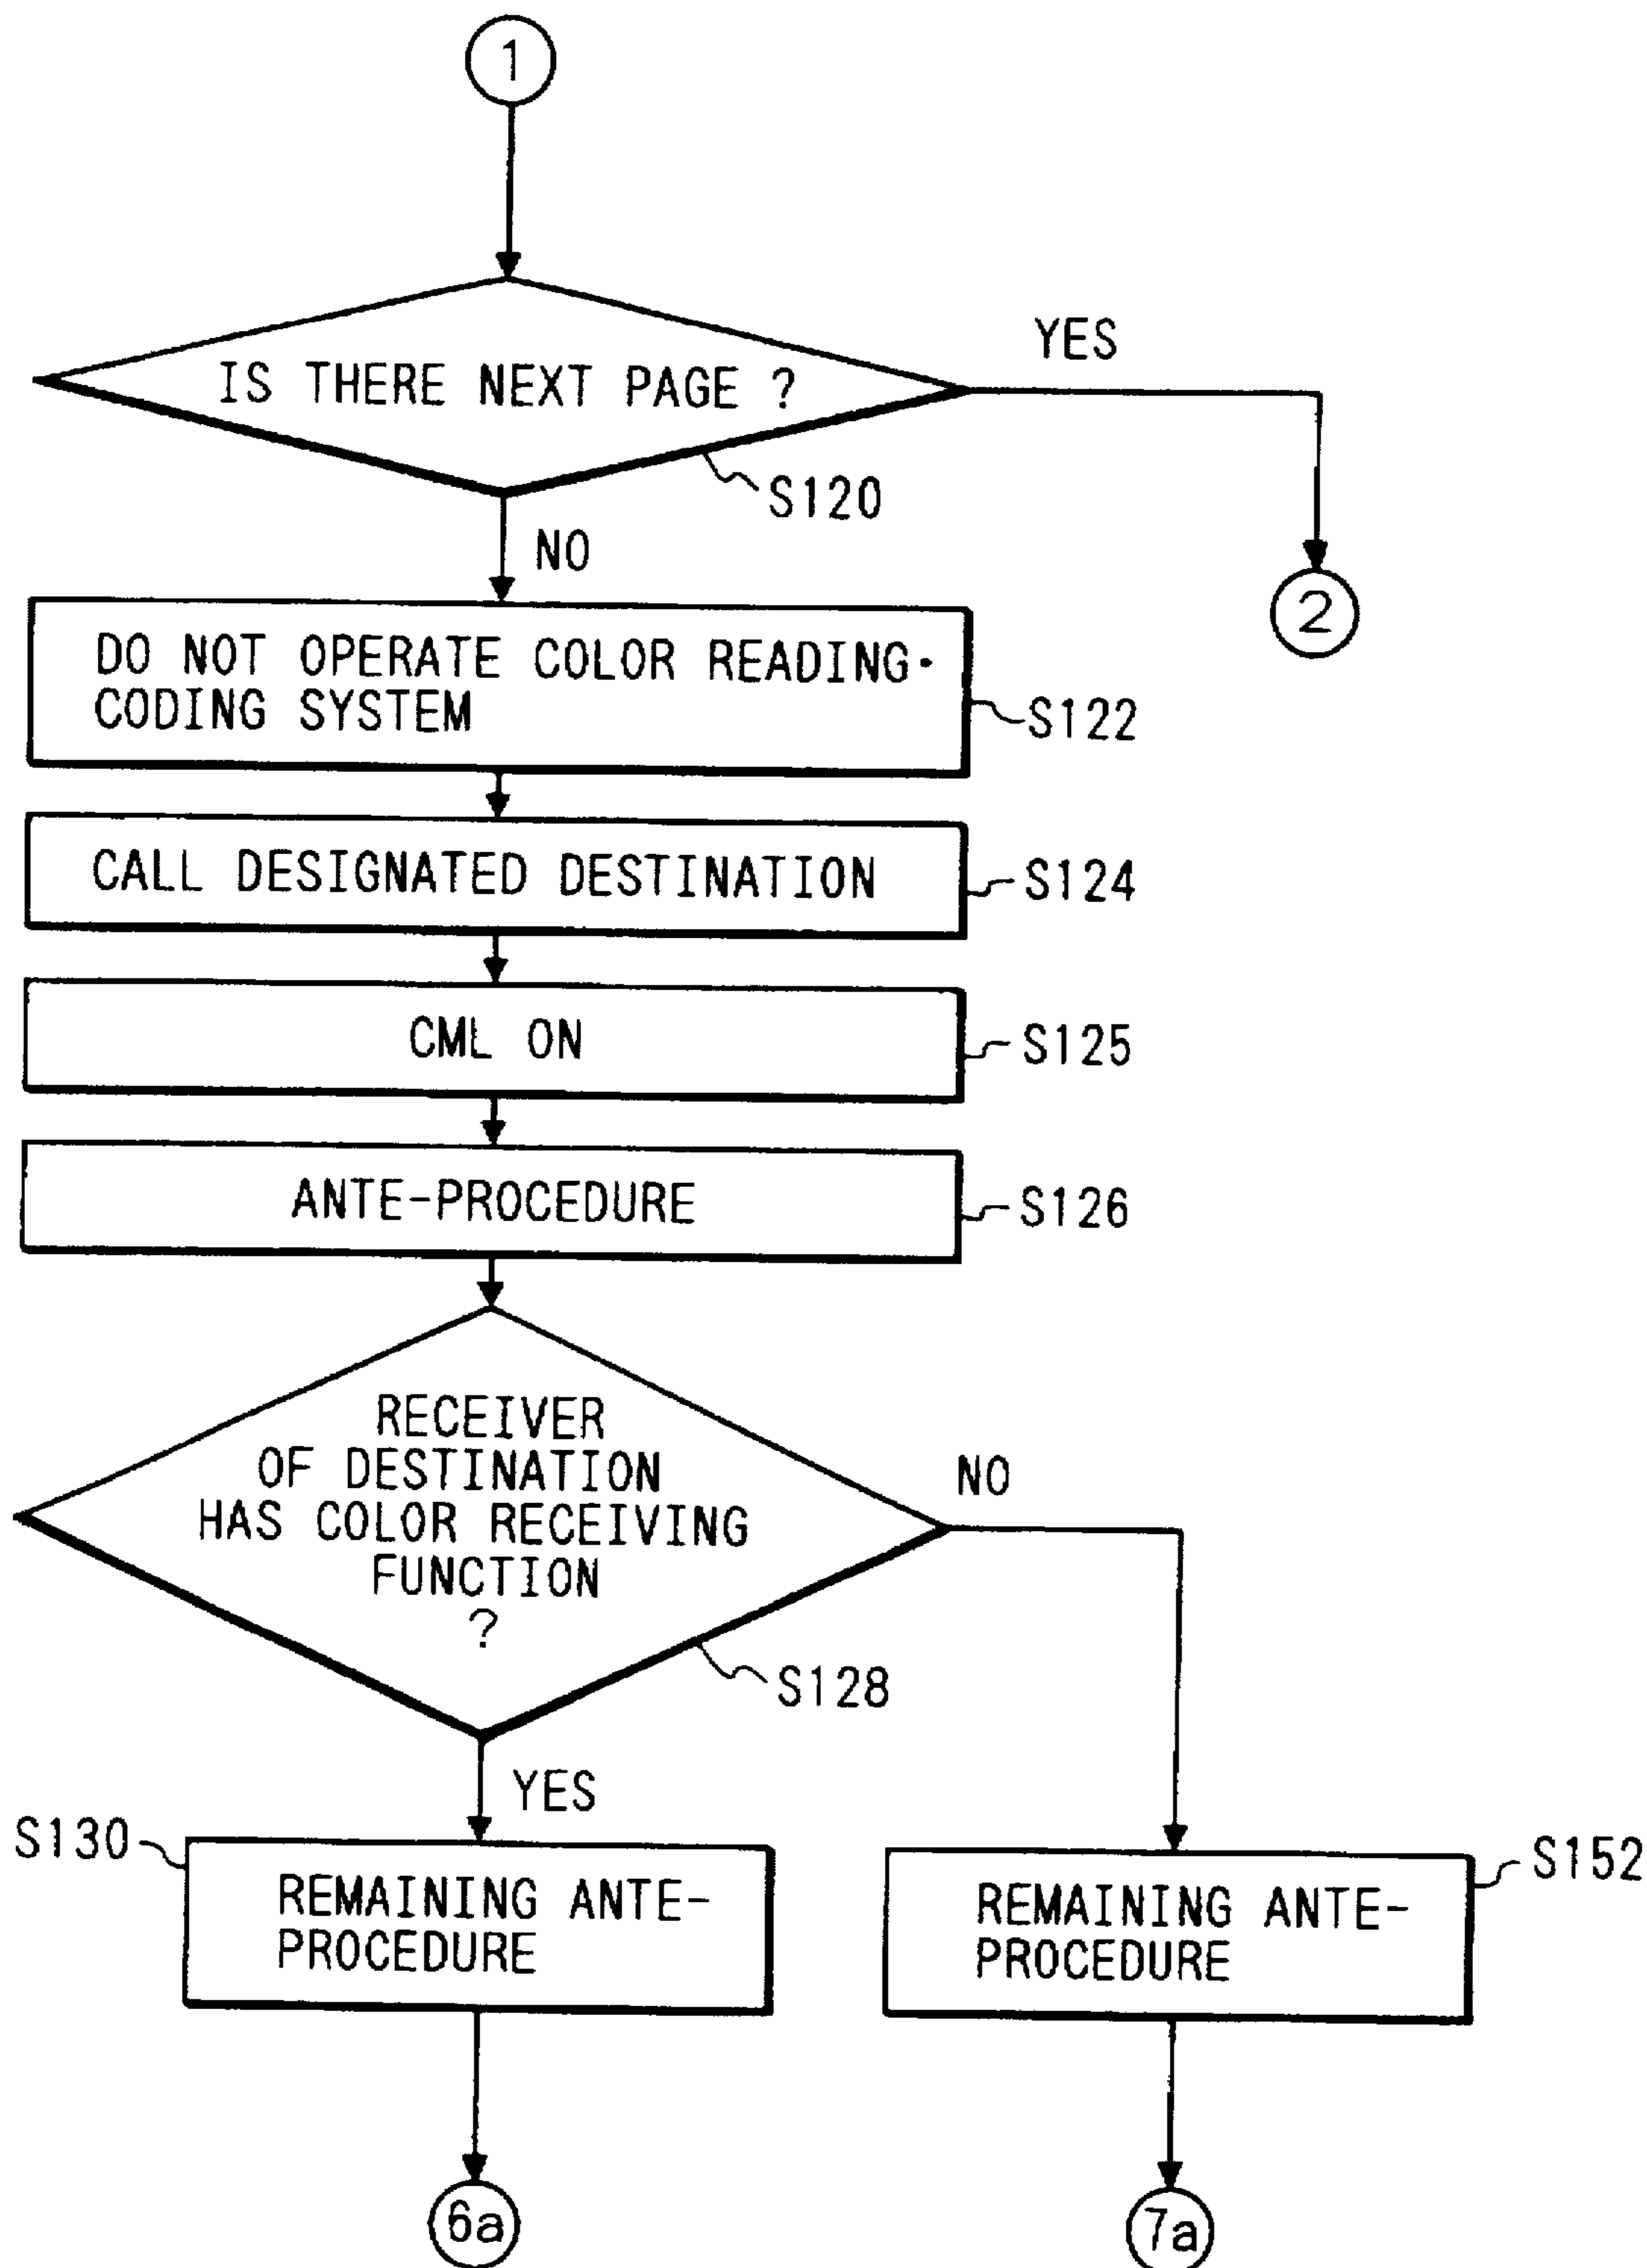 1
IS THERE NEXT PAGE ?
YES
S120
NO
2
DO NOT OPERATE COLOR READING·
CODING SYSTEM
S122
CALL DESIGNATED DESTINATION
S124
CML ON
S125
ANTE-PROCEDURE
S126
RECEIVER
OF DESTINATION
HAS COLOR RECEIVING
FUNCTION
?
NO
S128
YES
S130
REMAINING ANTE-
PROCEDURE
S152
REMAINING ANTE-
PROCEDURE
6a
7a